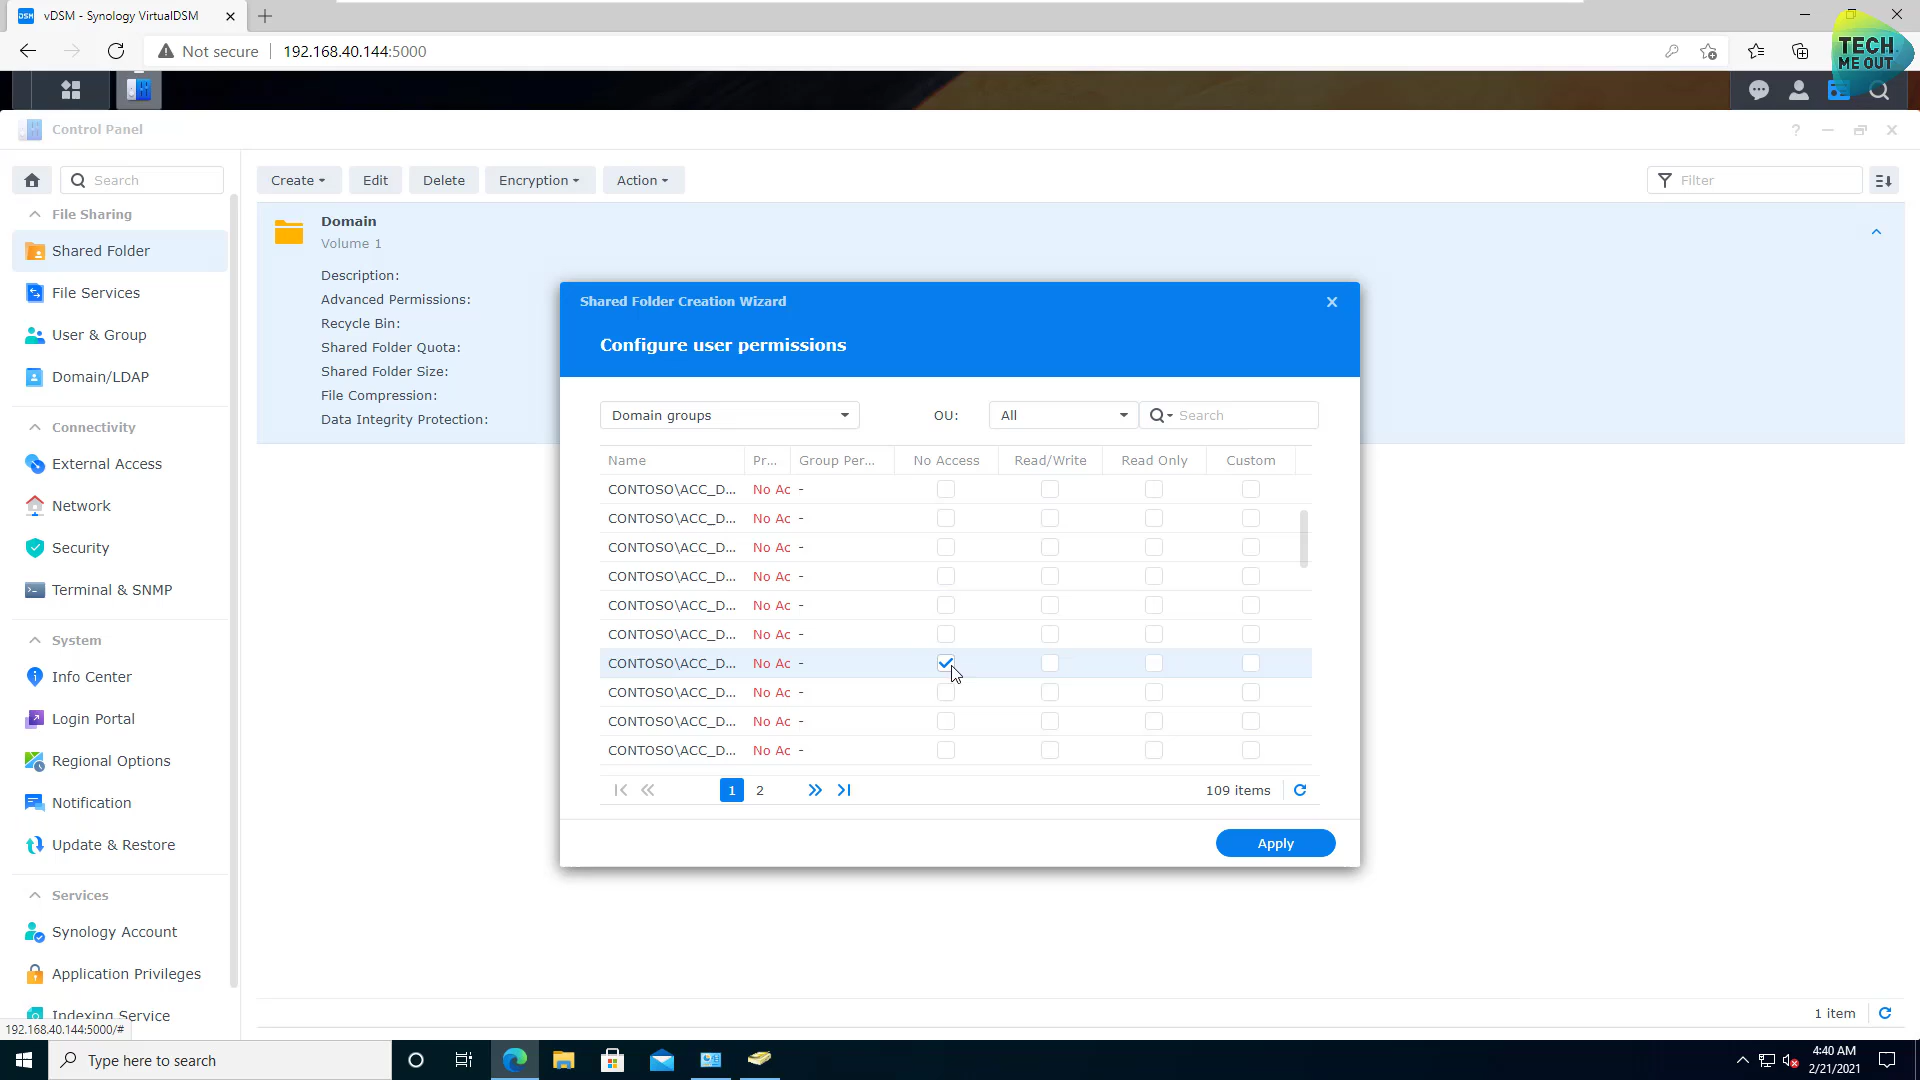 vDSM - Synology VirtualDSM
Not secure
192.168.40.144:5000
TECH
ME OUT
Control Panel
Search
File Sharing
Shared Folder
File Services
User & Group
Domain/LDAP
Connectivity
External Access
Network
Security
Terminal & SNMP
System
Info Center
Login Portal
Regional Options
Notification
Update & Restore
Services
Synology Account
Application Privileges
Indexing Service
192.168.40.144:5000/#
Create
Edit
Delete
Encryption
Action
Filter
Domain
Volume 1
Description:
Advanced Permissions:
Recycle Bin:
Shared Folder Quota:
Shared Folder Size:
File Compression:
Data Integrity Protection:
Shared Folder Creation Wizard
Configure user permissions
Domain groups
OU:
All
Search
Name Pr... Group Per... No Access Read/Write Read Only Custom
CONTOSO\ACC_D... No Ac -
CONTOSO\ACC_D... No Ac -
CONTOSO\ACC_D... No Ac -
CONTOSO\ACC_D... No Ac -
CONTOSO\ACC_D... No Ac -
CONTOSO\ACC_D... No Ac -
CONTOSO\ACC_D... No Ac -
CONTOSO\ACC_D... No Ac -
CONTOSO\ACC_D... No Ac -
CONTOSO\ACC_D... No Ac -
1 2
109 items
Apply
1 item
Type here to search
4:40 AM
2/21/2021